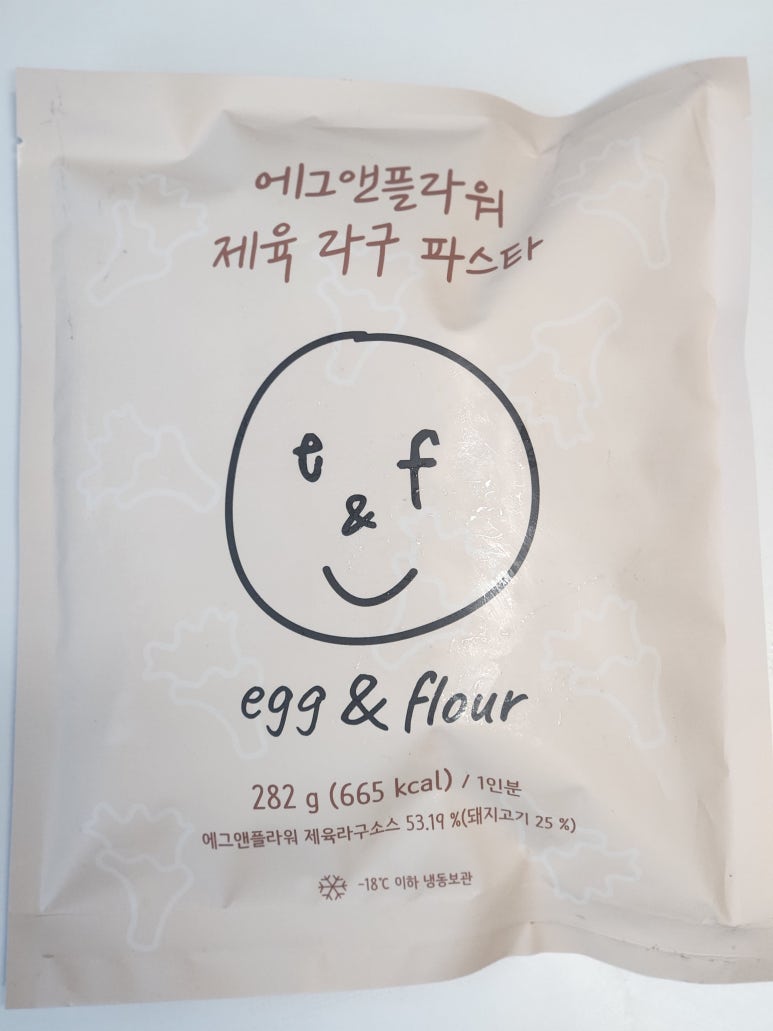 에그앤플라워
제육 라구 파스타
e & f
egg & flour
282 g (665 kcal) / 1인분
에그앤플라워 제육라구소스 53.19 %(돼지고기 25 %)
-18℃ 이하 냉동보관